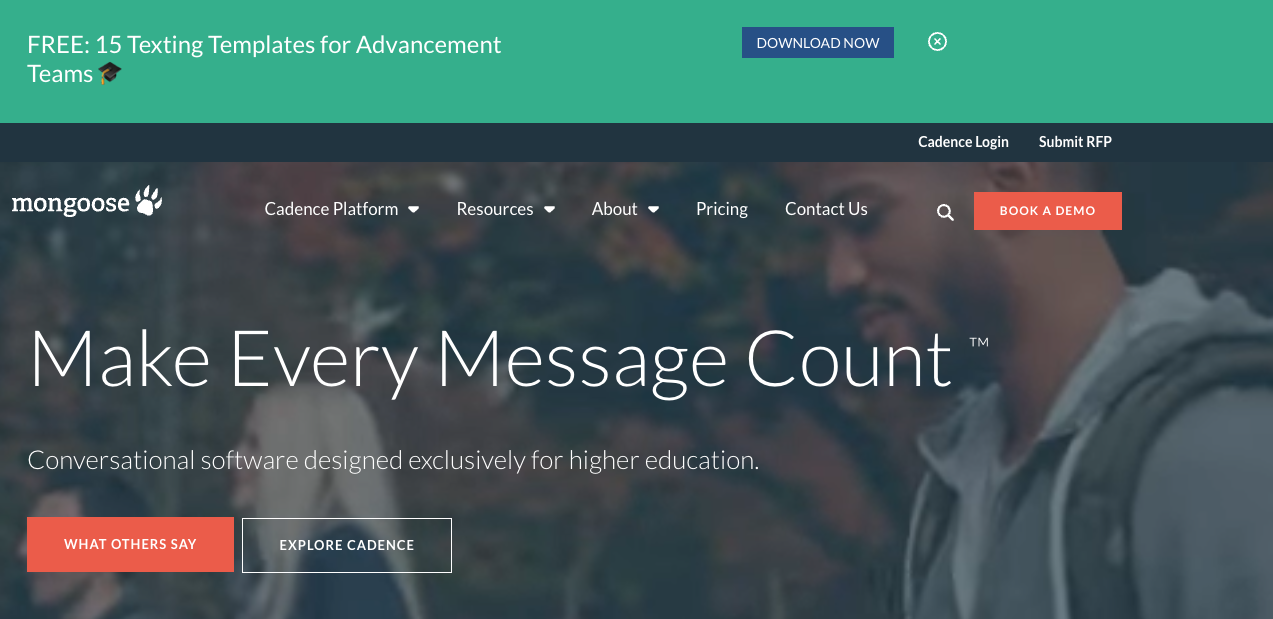 FREE: 15 Texting Templates for Advancement
Teams 🎓
DOWNLOAD NOW
Cadence Login Submit RFP
mongoose
Cadence Platform Resources About Pricing Contact Us
BOOK A DEMO
Make Every Message Count ™
Conversational software designed exclusively for higher education.
WHAT OTHERS SAY
EXPLORE CADENCE